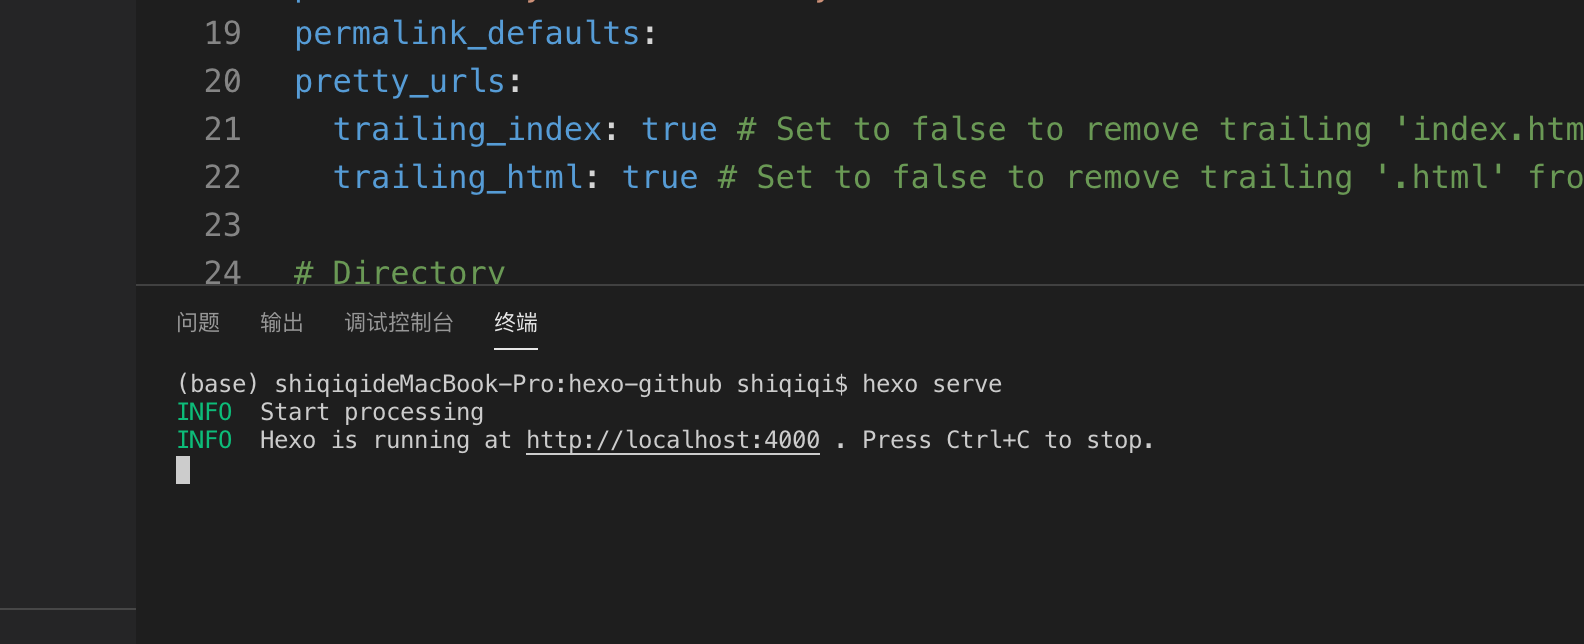 19 permalink_defaults:
20 pretty_urls:
21 trailing_index: true # Set to false to remove trailing 'index.htm
22 trailing_html: true # Set to false to remove trailing '.html' fro
23
24 # Directory
问题 输出 调试控制台 终端
(base) shiqiqideMacBook-Pro:hexo-github shiqiqi$ hexo serve
INFO Start processing
INFO Hexo is running at http://localhost:4000 . Press Ctrl+C to stop.